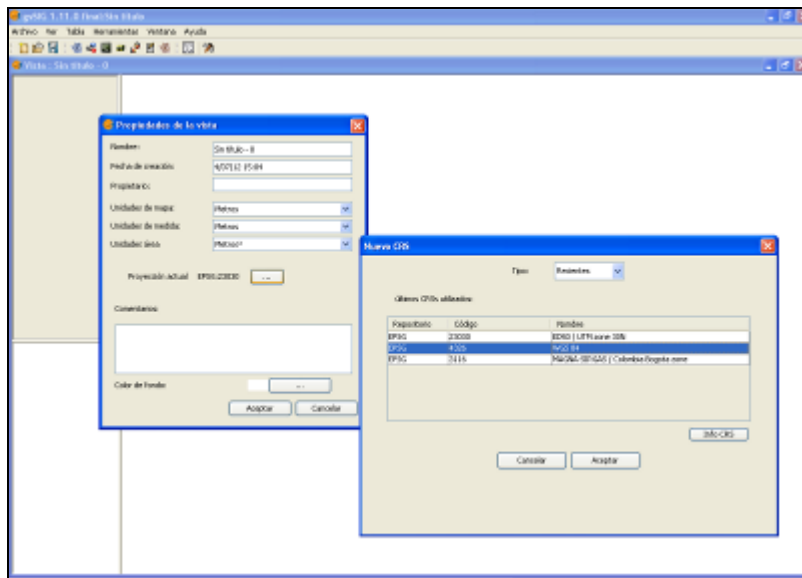 gvSIG 1.11.0 final:Sin título
Archivo Ver Tabla Herramientas Ventana Ayuda
Vista : Sin título - 0
Propiedades de la vista
Nombre: Sin título - 0
Fecha de creación:
Propietario:
Unidades de mapa: Metros
Unidades de medida: Metros
Unidades área: Metros²
Proyección actual EPSG:23030 ...
Comentarios:
Color de fondo: ...
Aceptar Cancelar
Nuevo CRS
Tipo: Recientes
Últimos CRSs utilizados:
Repositorio Código Nombre
EPSG 23030 ED50 / UTM zone 30N
EPSG 4326 WGS 84
EPSG 3116 MAGNA-SIRGAS / Colombia Bogota zone
Info CRS
Cancelar Aceptar